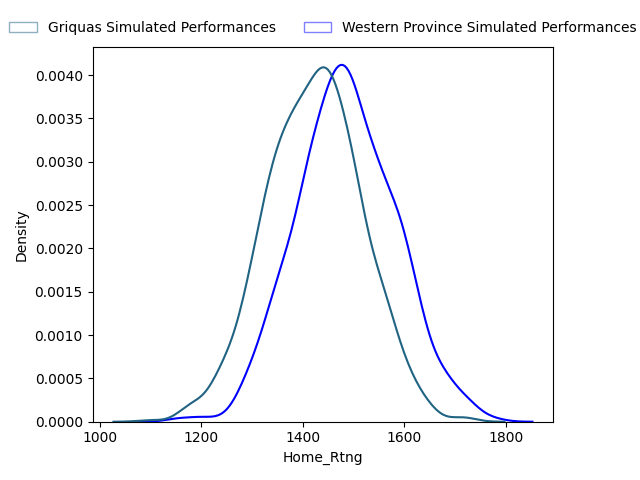 Griquas Simulated Performances Western Province Simulated Performances
0.0040
0.0035
0.0030
0.0025
0.0020
0.0015
0.0010
0.0005
0.0000
Density
1000 1200 1400 1600 1800
Home_Rtng